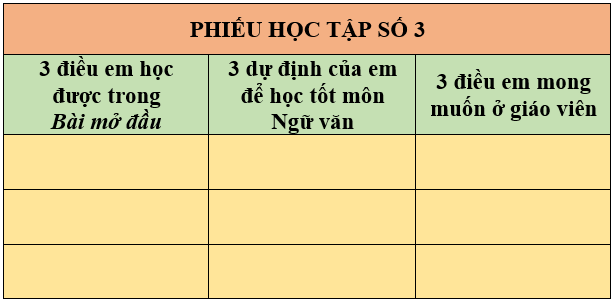 PHIẾU HỌC TẬP SỐ 3
3 điều em học
được trong
Bài mở đầu
3 dự định của em
để học tốt môn
Ngữ văn
3 điều em mong
muốn ở giáo viên